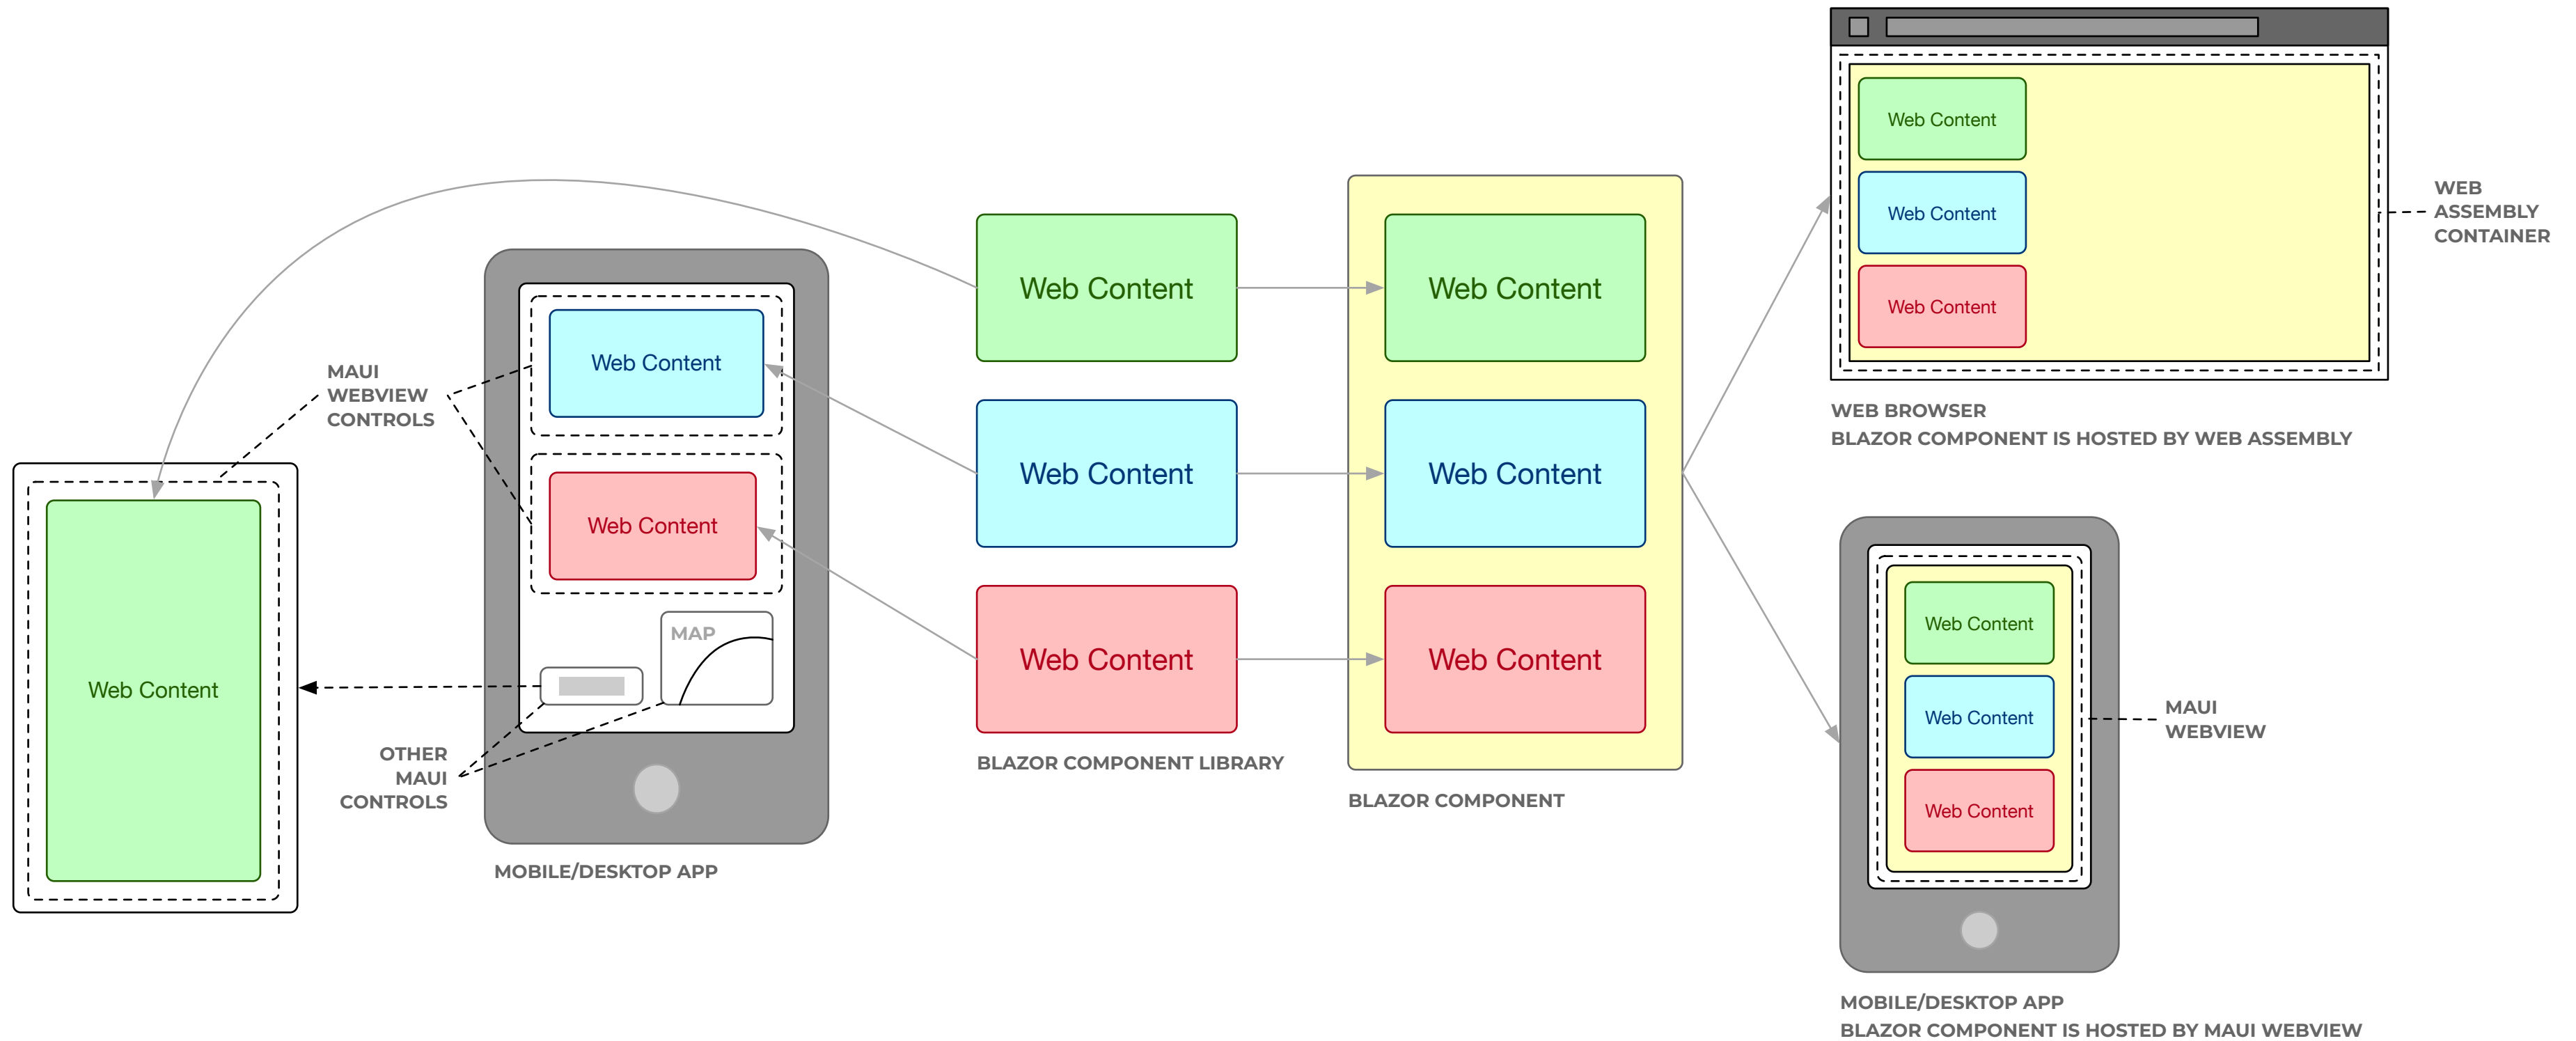 Web Content
MAUI
WEBVIEW
CONTROLS
Web Content
Web Content
MAP
OTHER
MAUI
CONTROLS
MOBILE/DESKTOP APP
Web Content
Web Content
Web Content
BLAZOR COMPONENT LIBRARY
Web Content
Web Content
Web Content
BLAZOR COMPONENT
Web Content
Web Content
Web Content
WEB
ASSEMBLY
CONTAINER
WEB BROWSER
BLAZOR COMPONENT IS HOSTED BY WEB ASSEMBLY
Web Content
Web Content
Web Content
MAUI
WEBVIEW
MOBILE/DESKTOP APP
BLAZOR COMPONENT IS HOSTED BY MAUI WEBVIEW